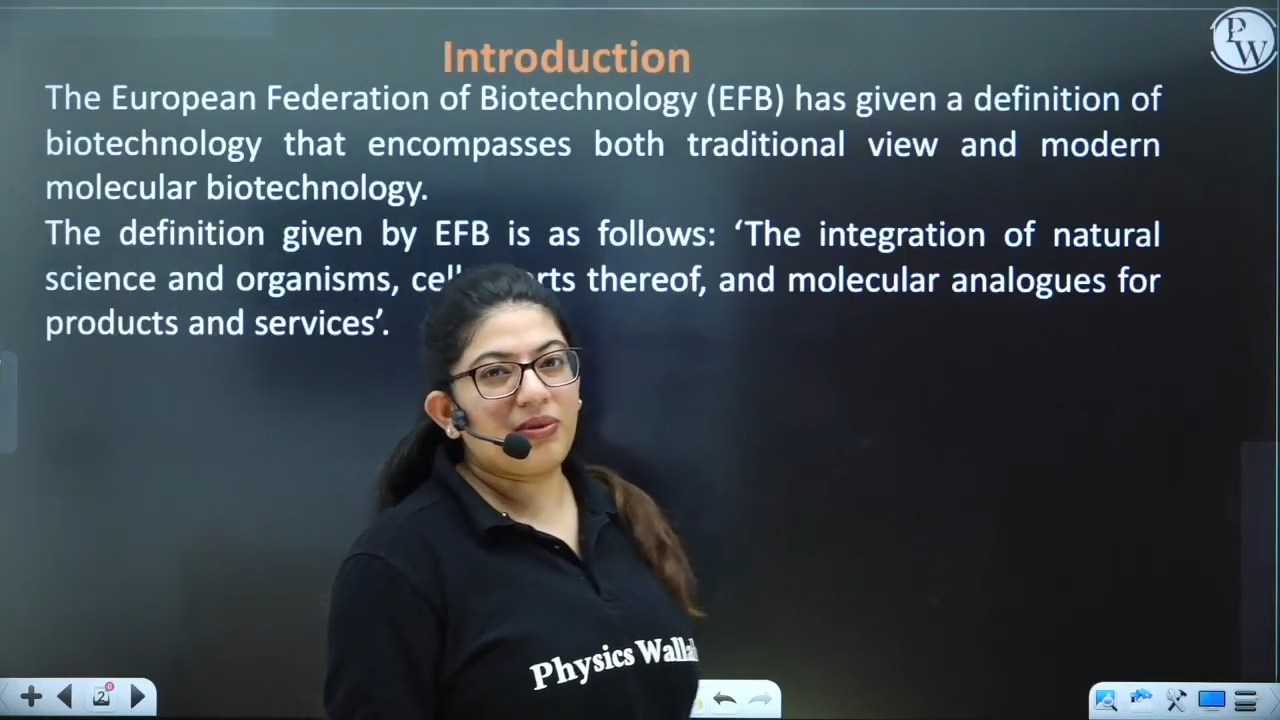 Introduction
PW
The European Federation of Biotechnology (EFB) has given a definition of
biotechnology that encompasses both traditional view and modern
molecular biotechnology.
The definition given by EFB is as follows: ‘The integration of natural
science and organisms, thereof, and molecular analogues for
products and services’.
Physics
2